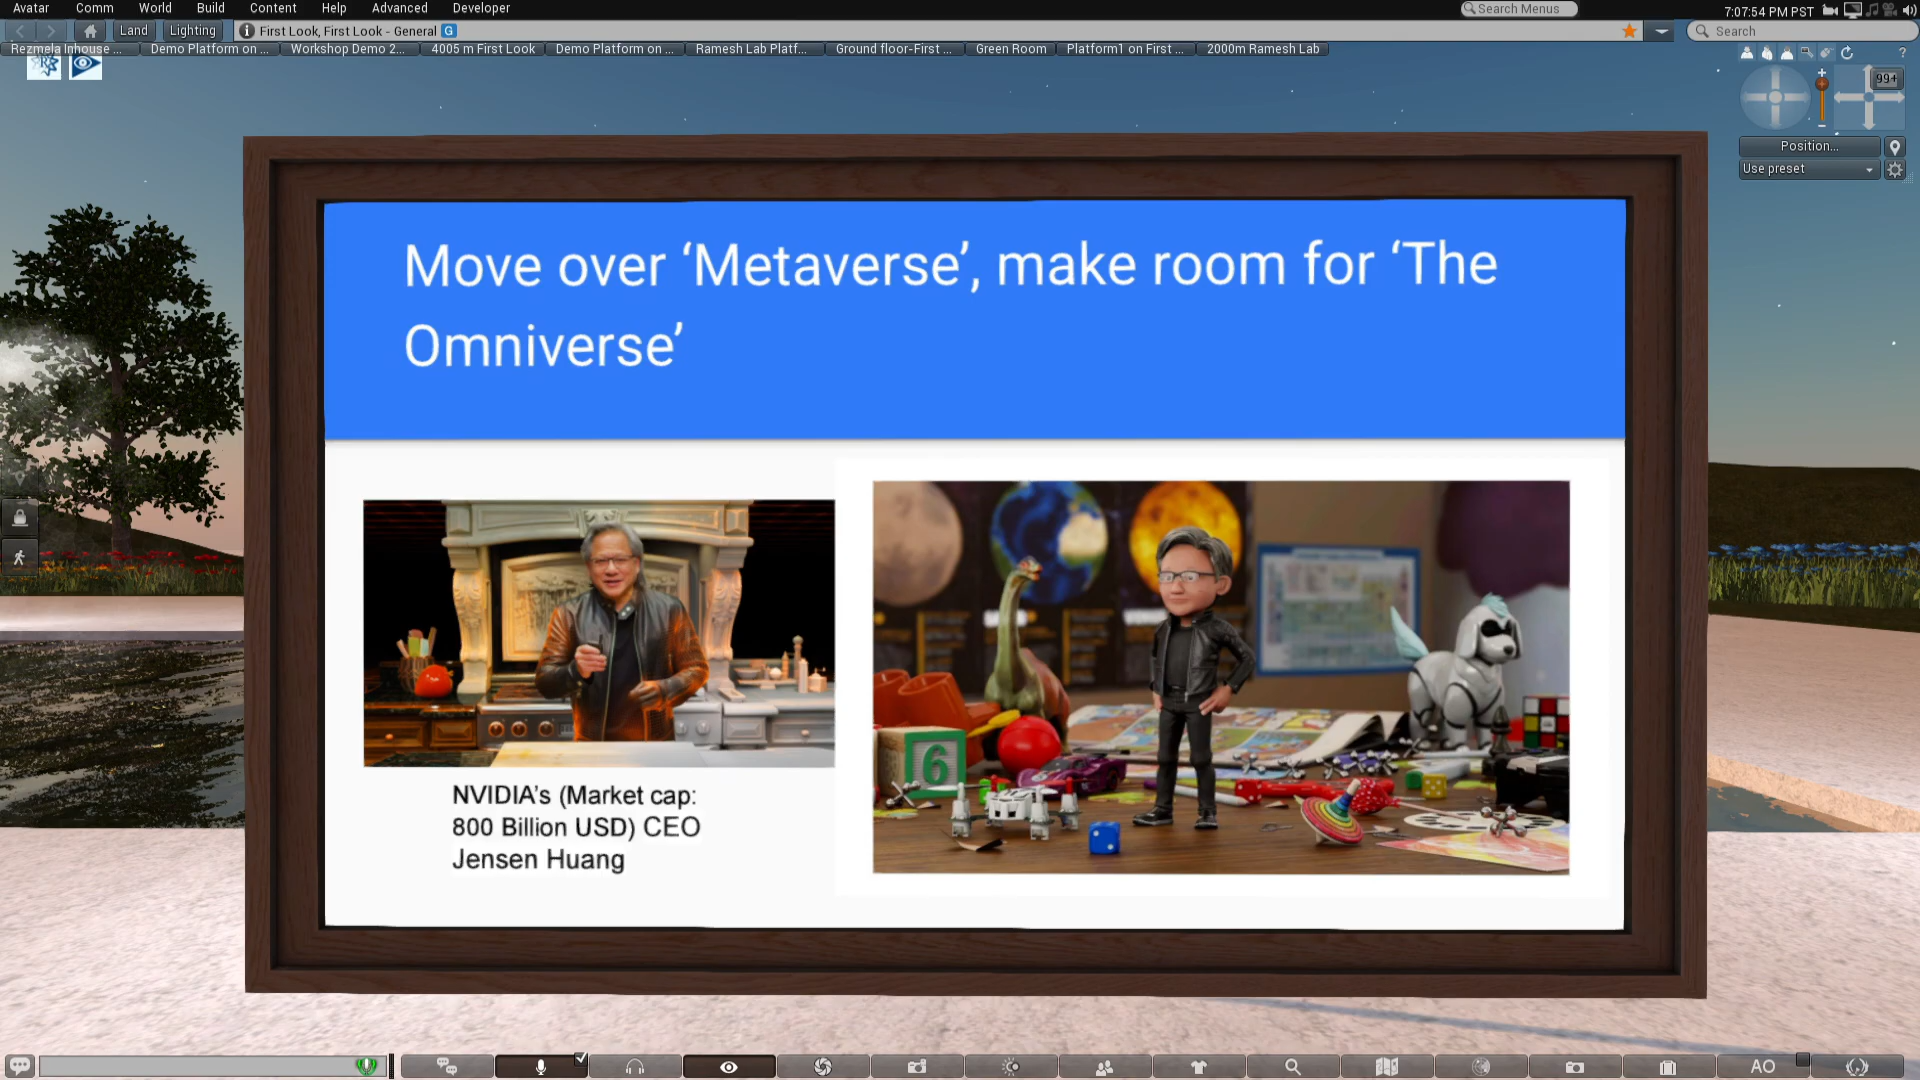 Avatar Comm World Build Content Help Advanced Developer
Search Menus
7:07:54 PM PST
Land Lighting
First Look, First Look - General G
Search
Rezmela Inhouse ... Demo Platform on ... Workshop Demo 2... 4005 m First Look Demo Platform on ... Ramesh Lab Platf... Ground floor-First ... Green Room Platform1 on First ... 2000m Ramesh Lab
?
99+
Position...
Use preset
Move over ‘Metaverse’, make room for ‘The
Omniverse’
6
NVIDIA’s (Market cap:
800 Billion USD) CEO
Jensen Huang
AO